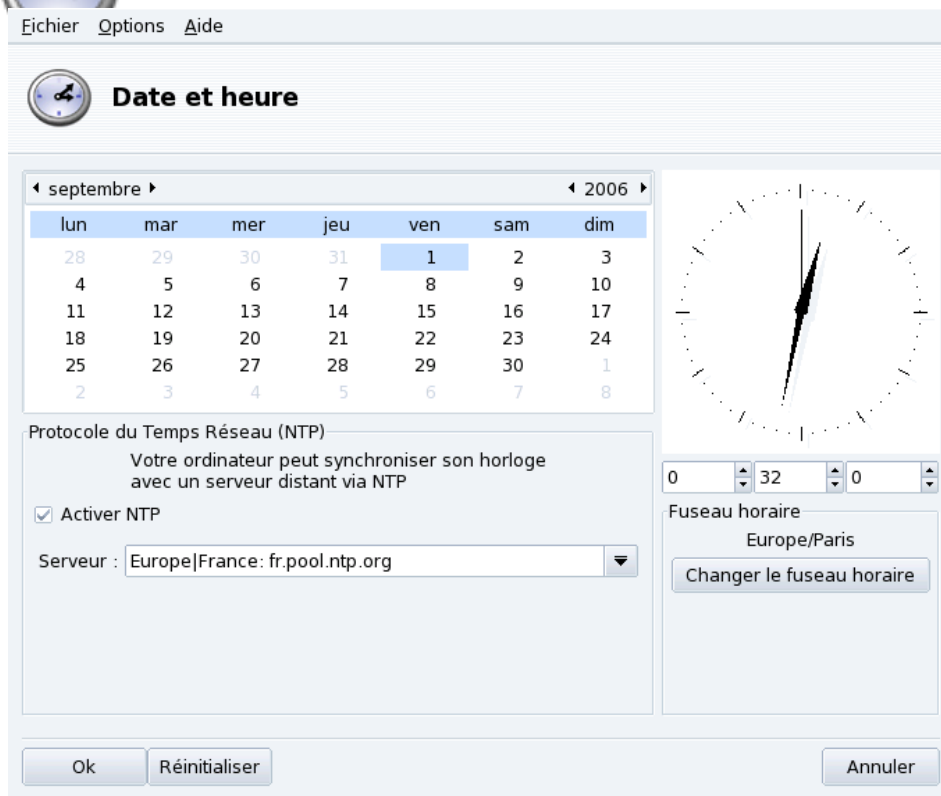 Fichier Options Aide
Date et heure
septembre 2006
lun mar mer jeu ven sam dim
28 29 30 31 1 2 3
4 5 6 7 8 9 10
11 12 13 14 15 16 17
18 19 20 21 22 23 24
25 26 27 28 29 30 1
2 3 4 5 6 7 8
Protocole du Temps Réseau (NTP)
Votre ordinateur peut synchroniser son horloge
avec un serveur distant via NTP
Activer NTP
Serveur : Europe|France: fr.pool.ntp.org
0 32 0
Fuseau horaire
Europe/Paris
Changer le fuseau horaire
Ok Réinitialiser Annuler